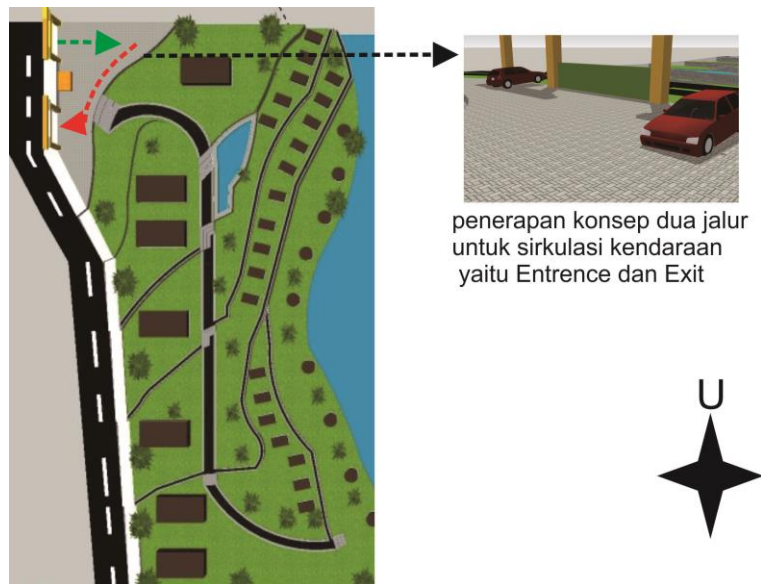 penerapan konsep dua jalur
untuk sirkulasi kendaraan
yaitu Entrence dan Exit
U